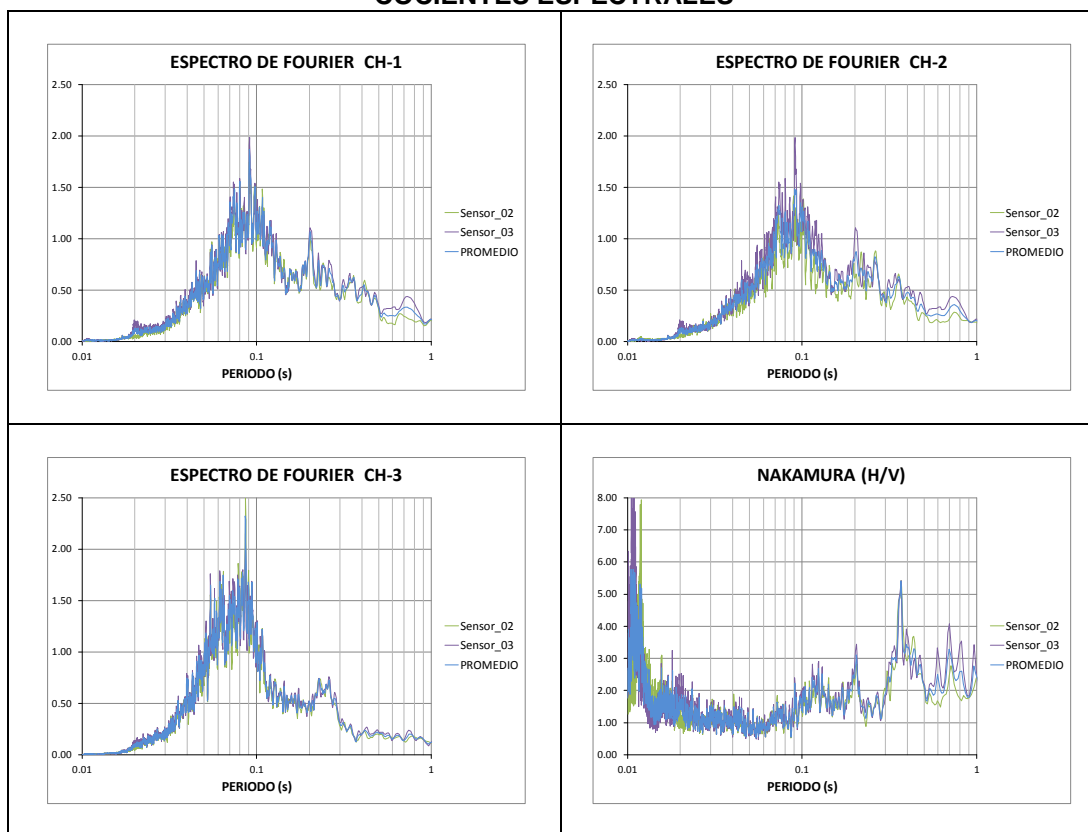 COCIENTES ESPECTRALES
ESPECTRO DE FOURIER CH-1
2.50
2.00
1.50
1.00
0.50
0.00
0.01
0.1
1
PERIODO (s)
Sensor_02
Sensor_03
PROMEDIO
ESPECTRO DE FOURIER CH-2
2.50
2.00
1.50
1.00
0.50
0.00
0.01
0.1
1
PERIODO (s)
Sensor_02
Sensor_03
PROMEDIO
ESPECTRO DE FOURIER CH-3
2.50
2.00
1.50
1.00
0.50
0.00
0.01
0.1
1
PERIODO (s)
Sensor_02
Sensor_03
PROMEDIO
NAKAMURA (H/V)
8.00
7.00
6.00
5.00
4.00
3.00
2.00
1.00
0.00
0.01
0.1
1
PERIODO (s)
Sensor_02
Sensor_03
PROMEDIO